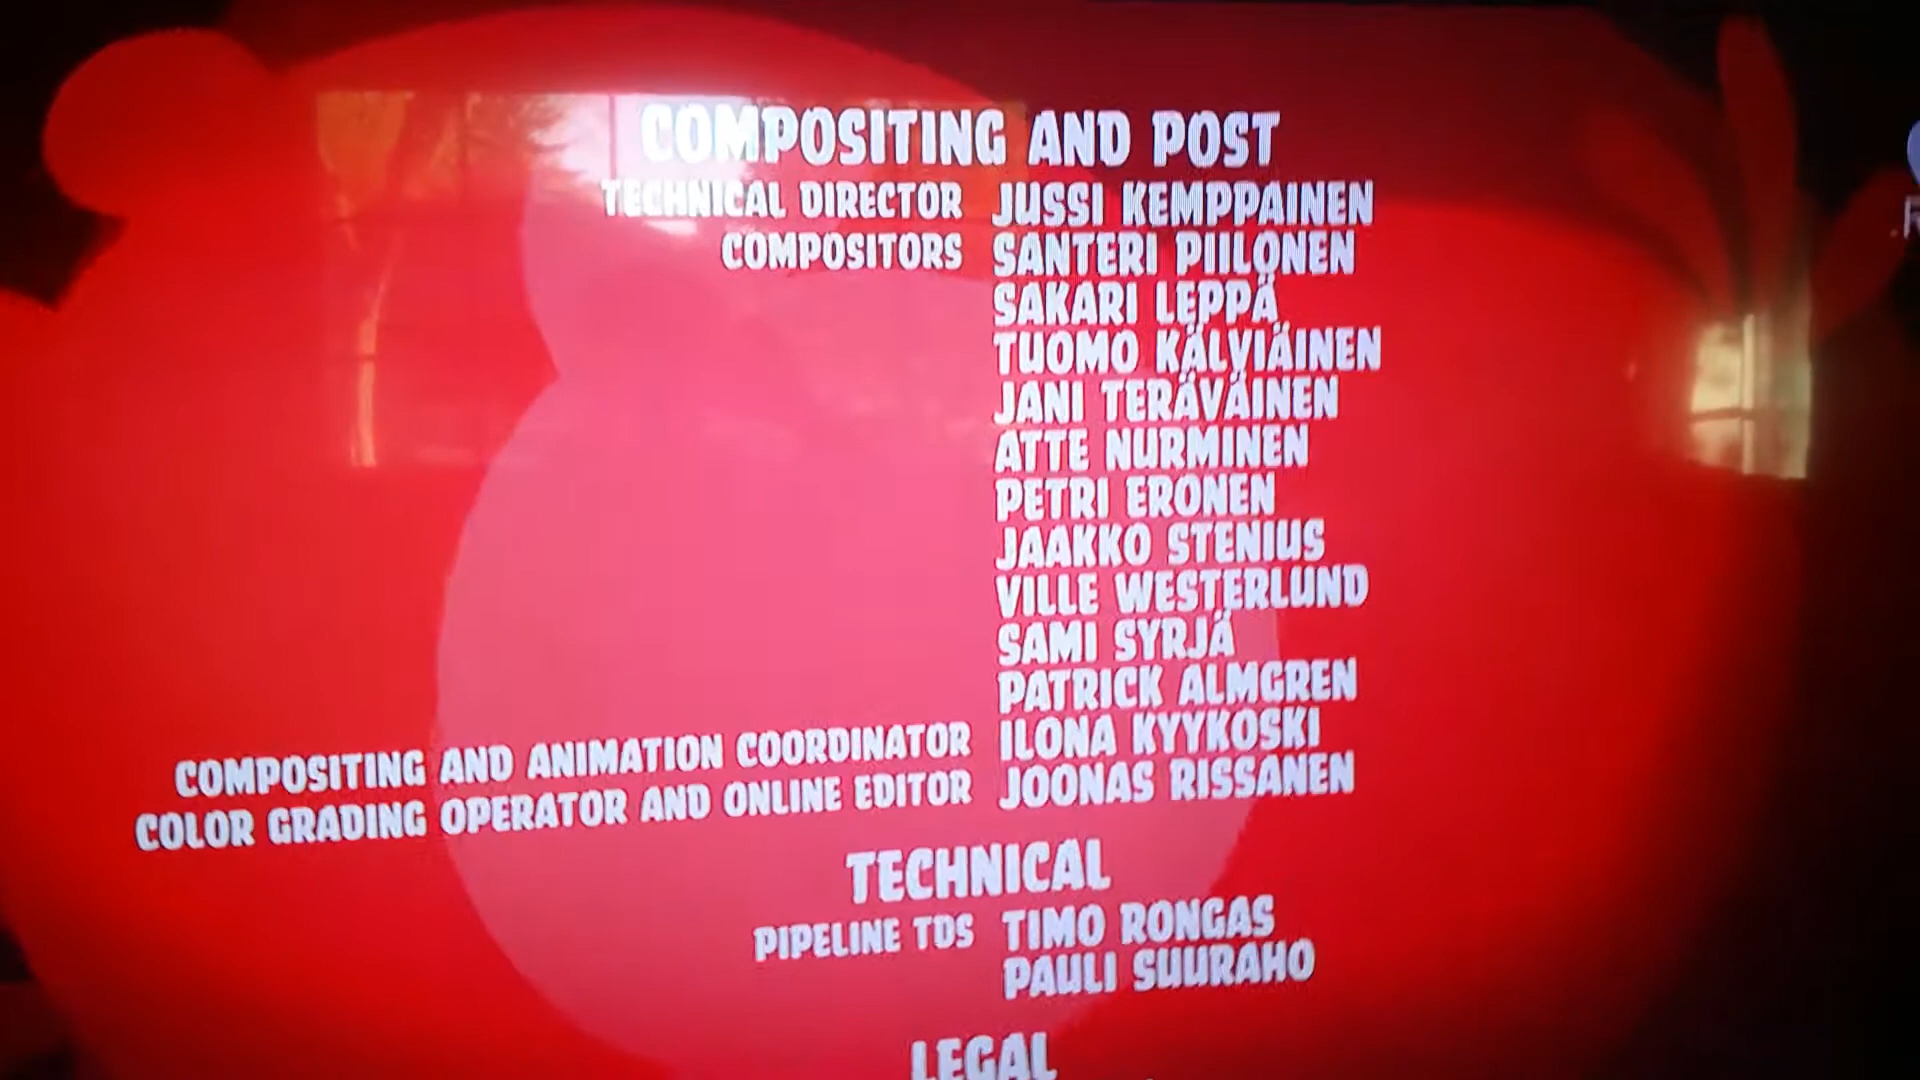 COMPOSITING AND POST
TECHNICAL DIRECTOR JUSSI KEMPPAINEN
COMPOSITORS SANTERI PIILONEN
SAKARI LEPPÄ
TUOMO KÄLVIÄINEN
JANI TERÄVÄINEN
ATTE NURMINEN
PETRI ERONEN
JAAKKO STENIUS
VILLE WESTERLUND
SAMI SYRJÄ
PATRICK ALMGREN
COMPOSITING AND ANIMATION COORDINATOR ILONA KYYKOSKI
COLOR GRADING OPERATOR AND ONLINE EDITOR JOONAS RISSANEN
TECHNICAL
PIPELINE TDS TIMO RONGAS
PAULI SUURAHO
LEGAL